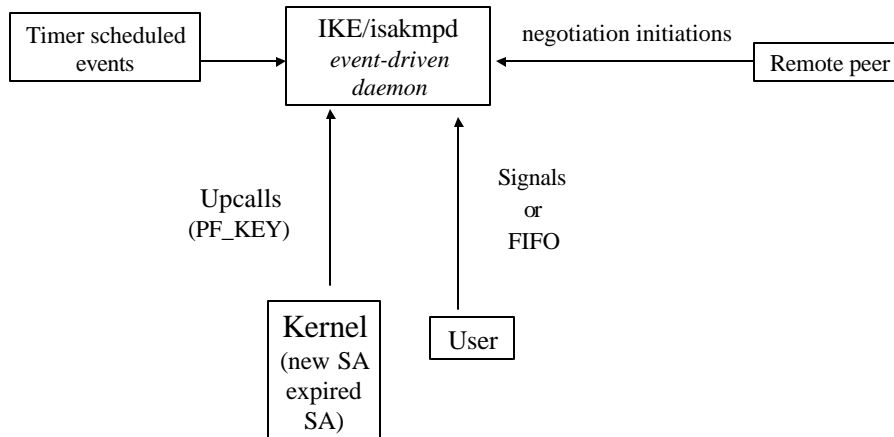 Timer scheduled
events
IKE/isakmpd
event-driven
daemon
negotiation initiations
Remote peer
Upcalls
(PF_KEY)
Signals
or
FIFO
Kernel
(new SA
expired
SA)
User